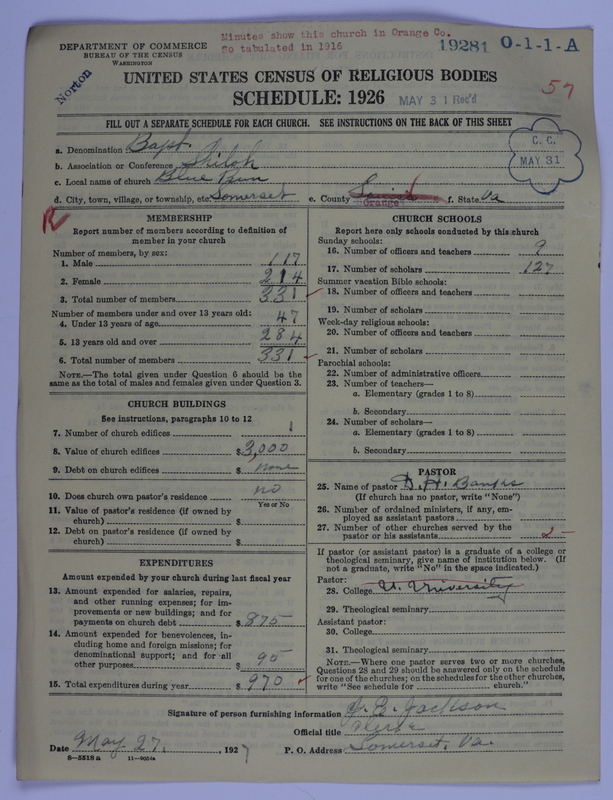 Minutes show this church in Orange Co.
So tabulated in 1916
19281 0-1-1-A
DEPARTMENT OF COMMERCE
BUREAU OF THE CENSUS
WASHINGTON
Norton
UNITED STATES CENSUS OF RELIGIOUS BODIES
SCHEDULE: 1926
MAY 31 Rec'd
57
FILL OUT A SEPARATE SCHEDULE FOR EACH CHURCH. SEE INSTRUCTIONS ON THE BACK OF THIS SHEET
C. C.
MAY 31
a. Denomination Bapt.
b. Association or Conference Shiloh
c. Local name of church Blue Run
d. City, town, village, or township, etc. Somerset e. County Orange f. State Va
R
MEMBERSHIP
Report number of members according to definition of
member in your church
Number of members, by sex:
1. Male 117
2. Female 214
3. Total number of members 331
Number of members under and over 13 years old:
4. Under 13 years of age 47
5. 13 years old and over 284
6. Total number of members 331
NOTE.—The total given under Question 6 should be
same as the total of males and females given under Question 3.
CHURCH BUILDINGS
See instructions, paragraphs 10 to 12
7. Number of church edifices 1
8. Value of church edifices $ 3,000
9. Debt on church edifices $ none
10. Does church own pastor's residence no
Yes or No
11. Value of pastor's residence (if owned by
church) $
12. Debt on pastor's residence (if owned by
church) $
EXPENDITURES
Amount expended by your church during last fiscal year
13. Amount expended for salaries, repairs,
and other running expenses; for im-
provements or new buildings; and for
payments on church debt $ 875
14. Amount expended for benevolences, in-
cluding home and foreign missions; for
denominational support; and for all
other purposes $ 95
15. Total expenditures during year $ 970
CHURCH SCHOOLS
Report here only schools conducted by this church
Sunday schools:
16. Number of officers and teachers 9
17. Number of scholars 127
Summer vacation Bible schools:
18. Number of officers and teachers
19. Number of scholars
Week-day religious schools:
20. Number of officers and teachers
21. Number of scholars
Parochial schools:
22. Number of administrative officers
23. Number of teachers—
a. Elementary (grades 1 to 8)
b. Secondary
24. Number of scholars—
a. Elementary (grades 1 to 8)
b. Secondary
PASTOR
25. Name of pastor D. H. Banks
(If church has no pastor, write "None")
26. Number of ordained ministers, if any, em-
ployed as assistant pastors
27. Number of other churches served by the
pastor or his assistants 2
If pastor (or assistant pastor) is a graduate of a college or
theological seminary, give name of institution below. (If
not a graduate, write "No" in the space indicated.)
Pastor:
28. College U. University
29. Theological seminary
Assistant pastor:
30. College
31. Theological seminary
NOTE.—Where one pastor serves two or more churches,
Questions 28 and 29 should be answered only on the schedule
for one of the churches; on the schedules for the other churches,
write "See schedule for church."
Signature of person furnishing information J. E. Jackson
Official title Clerk
Date May 27, 1927 P. O. Address Somerset, Va.
8—5518 a 11—9054a